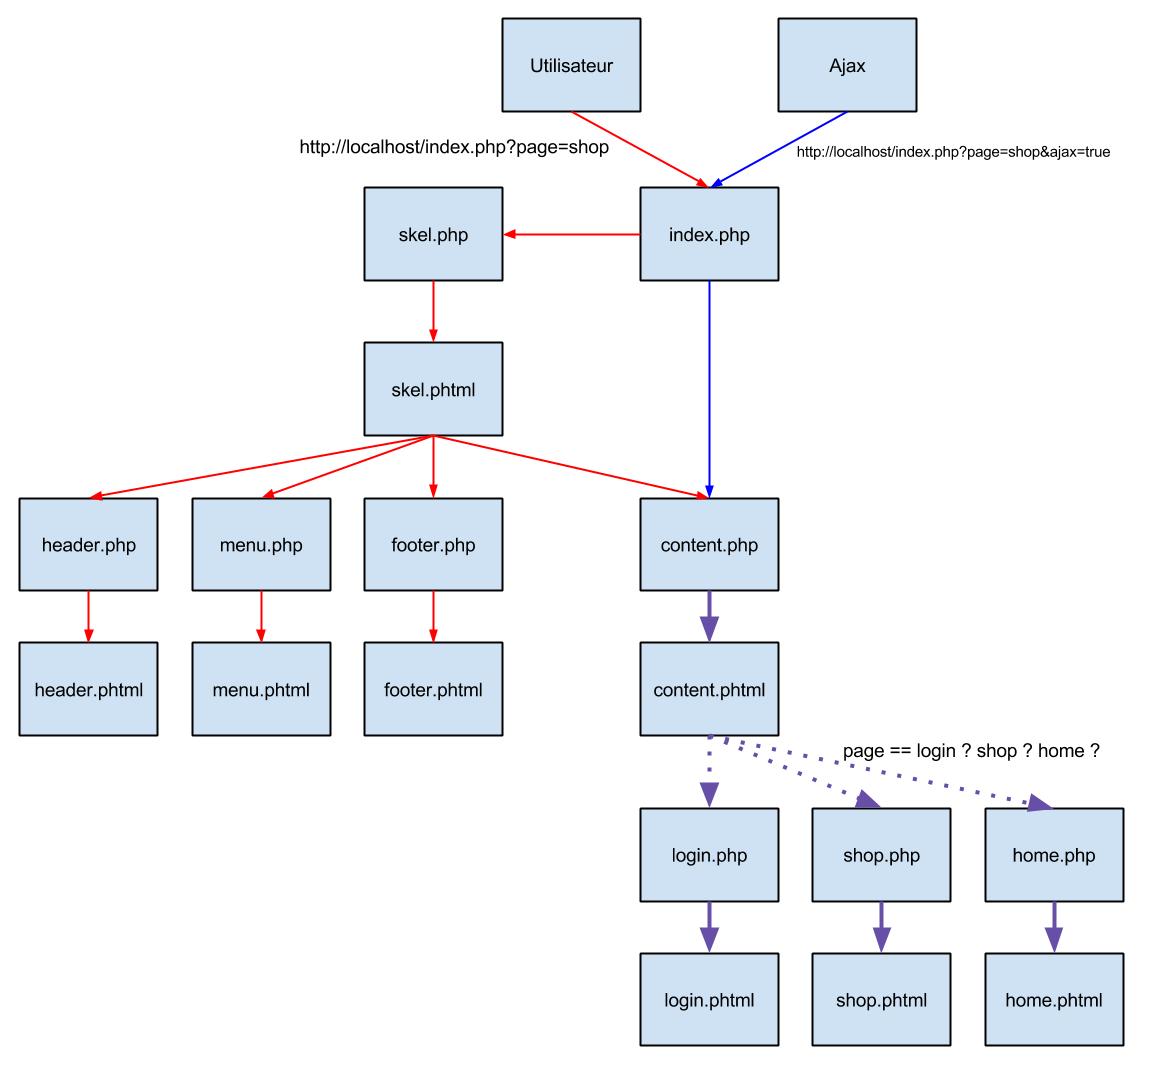 Utilisateur
Ajax
http://localhost/index.php?page=shop
http://localhost/index.php?page=shop&ajax=true
skel.php
index.php
skel.phtml
header.php
menu.php
footer.php
content.php
header.phtml
menu.phtml
footer.phtml
content.phtml
page == login ? shop ? home ?
login.php
shop.php
home.php
login.phtml
shop.phtml
home.phtml